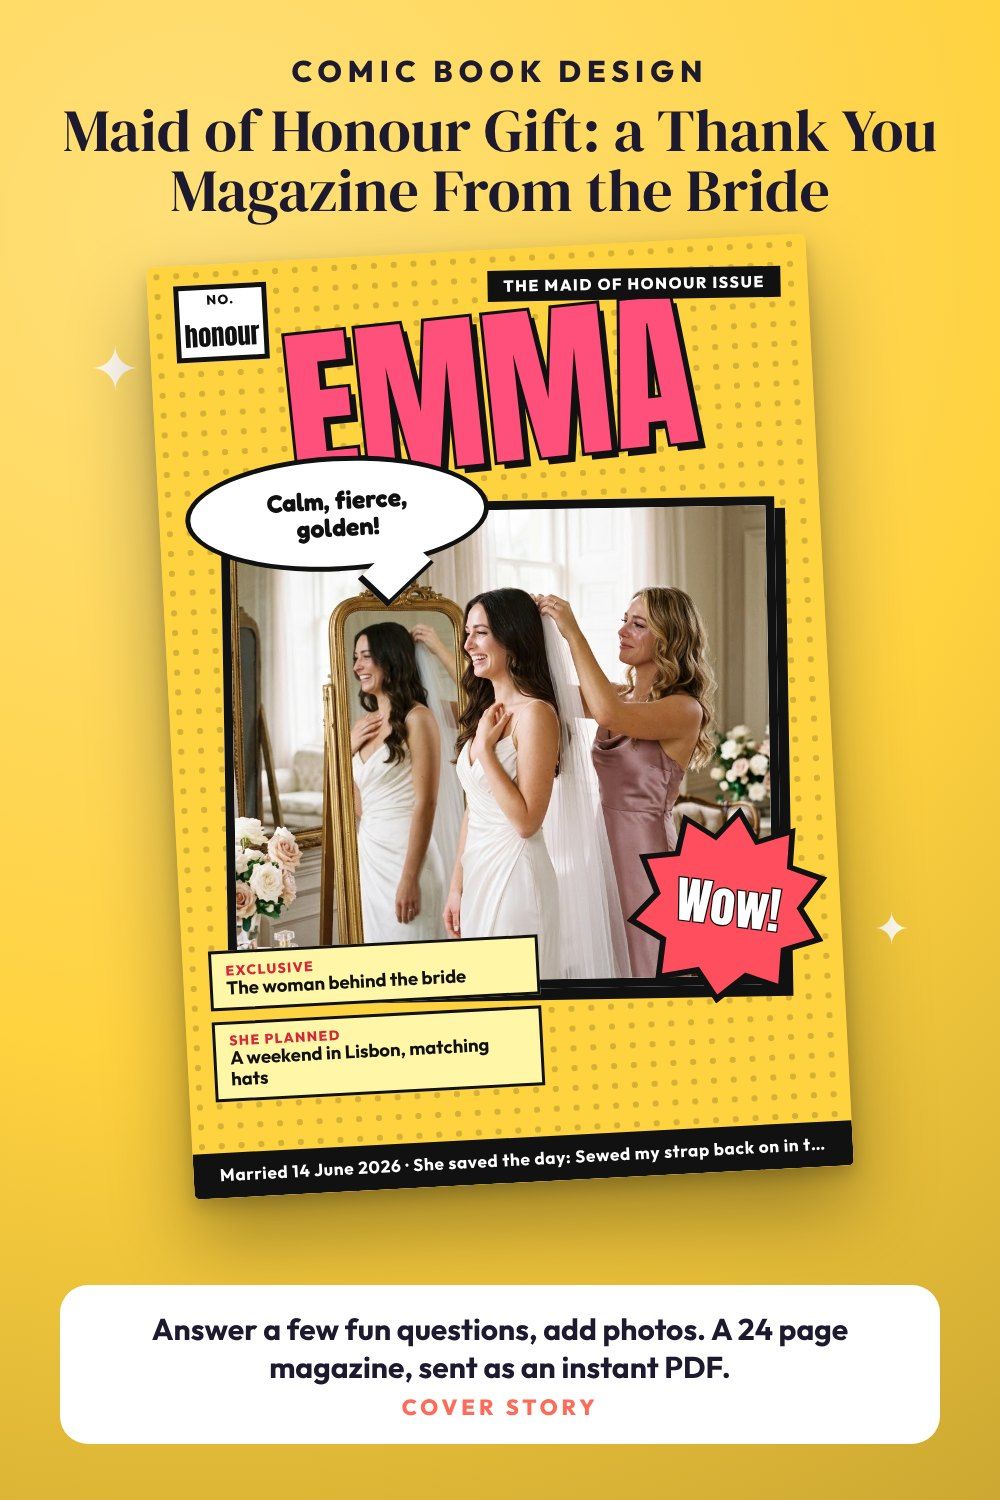 COMIC BOOK DESIGN
Maid of Honour Gift: a Thank You
Magazine From the Bride
THE MAID OF HONOUR ISSUE
NO.
honour
EMMA
Calm, fierce,
golden!
Wow!
EXCLUSIVE
The woman behind the bride
SHE PLANNED
A weekend in Lisbon, matching
hats
Married 14 June 2026 · She saved the day: Sewed my strap back on in t...
Answer a few fun questions, add photos. A 24 page
magazine, sent as an instant PDF.
COVER STORY